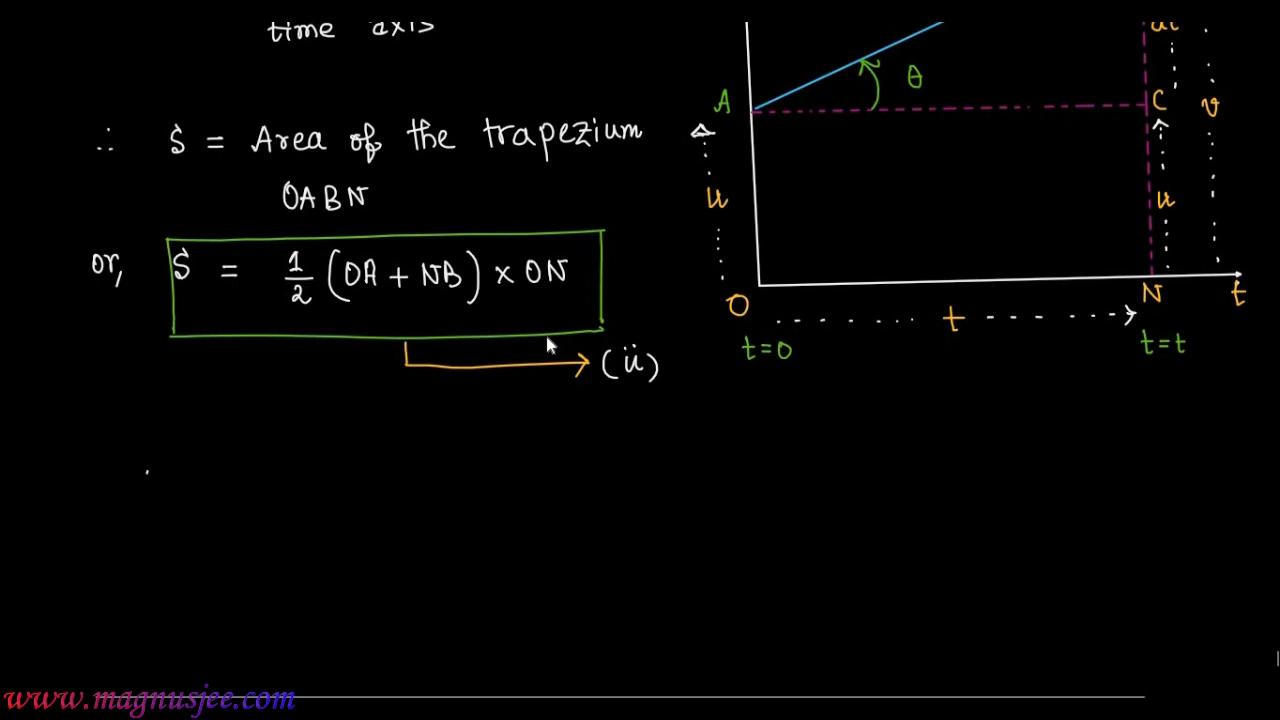 time axis
∴ S = Area of the trapezium
OABN
or, S = 1/2 (OA + NB) × ON
(ii)
A
θ
C
v
u
u
O
t
N
t
t=0
t=t
www.magnusjee.com